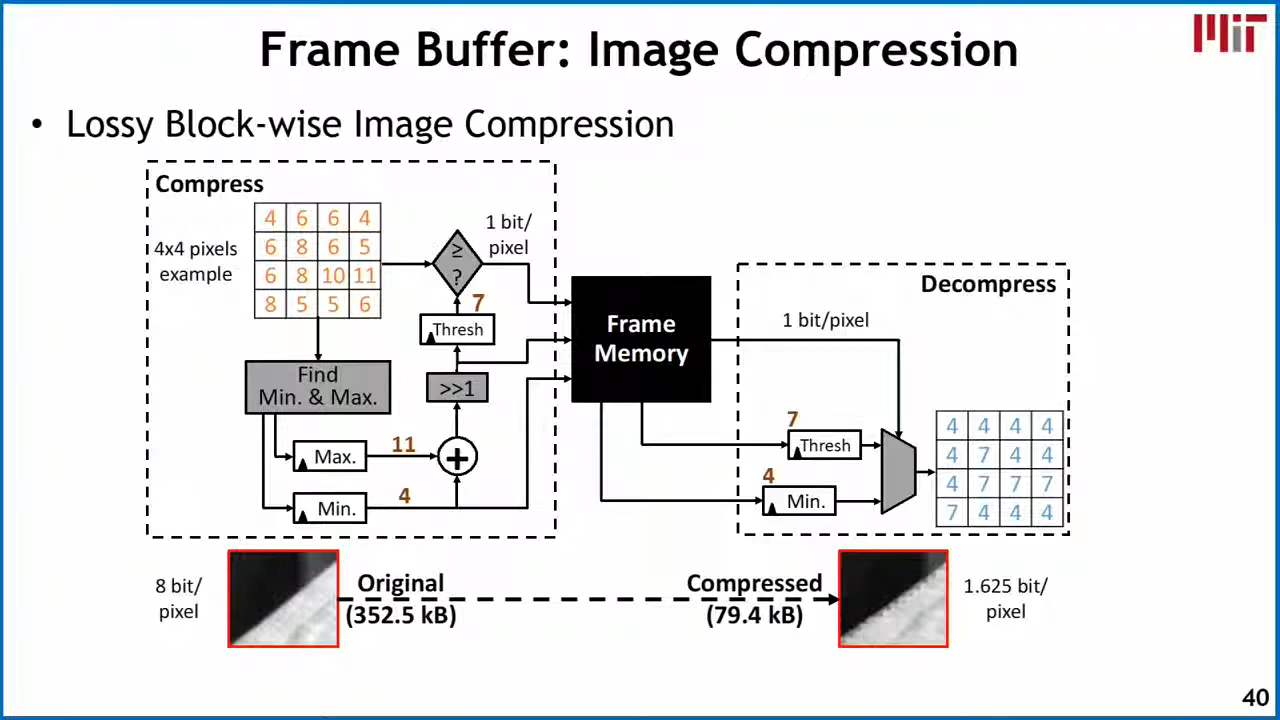 MIT
Frame Buffer: Image Compression
• Lossy Block-wise Image Compression
Compress
4x4 pixels
example
4 6 6 4
6 8 6 5
6 8 10 11
8 5 5 6
≥
?
1 bit/
pixel
7
Thresh
>>1
Find
Min. & Max.
Max.
11
+
Min.
4
Frame
Memory
Decompress
1 bit/pixel
7
Thresh
4
Min.
4 4 4 4
4 7 4 4
4 7 7 7
7 4 4 4
8 bit/
pixel
Original
(352.5 kB)
Compressed
(79.4 kB)
1.625 bit/
pixel
40